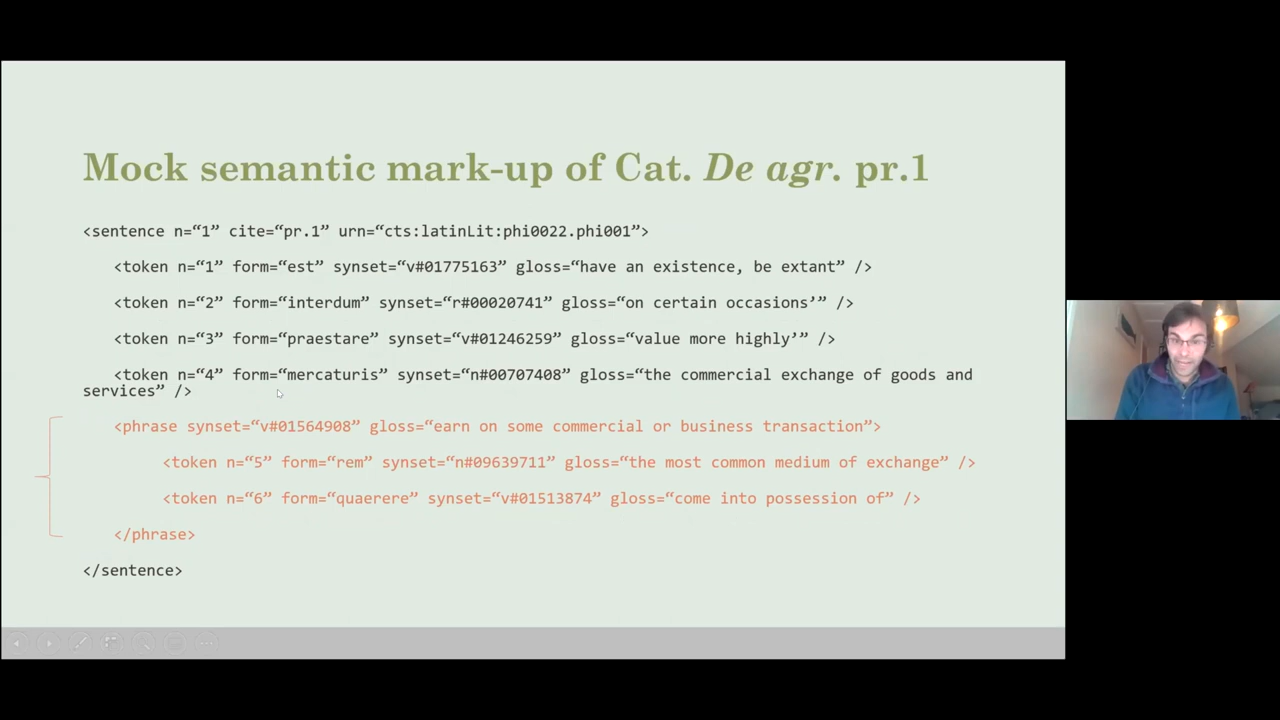 Mock semantic mark-up of Cat. De agr. pr.1
<sentence n=“1” cite=“pr.1” urn=“cts:latinLit:phi0022.phi001”>
<token n=“1” form=“est” synset=“v#01775163” gloss=“have an existence, be extant” />
<token n=“2” form=“interdum” synset=“r#00020741” gloss=“on certain occasions’” />
<token n=“3” form=“praestare” synset=“v#01246259” gloss=“value more highly’” />
<token n=“4” form=“mercaturis” synset=“n#00707408” gloss=“the commercial exchange of goods and
services” />
<phrase synset=“v#01564908” gloss=“earn on some commercial or business transaction”>
<token n=“5” form=“rem” synset=“n#09639711” gloss=“the most common medium of exchange” />
<token n=“6” form=“quaerere” synset=“v#01513874” gloss=“come into possession of” />
</phrase>
</sentence>